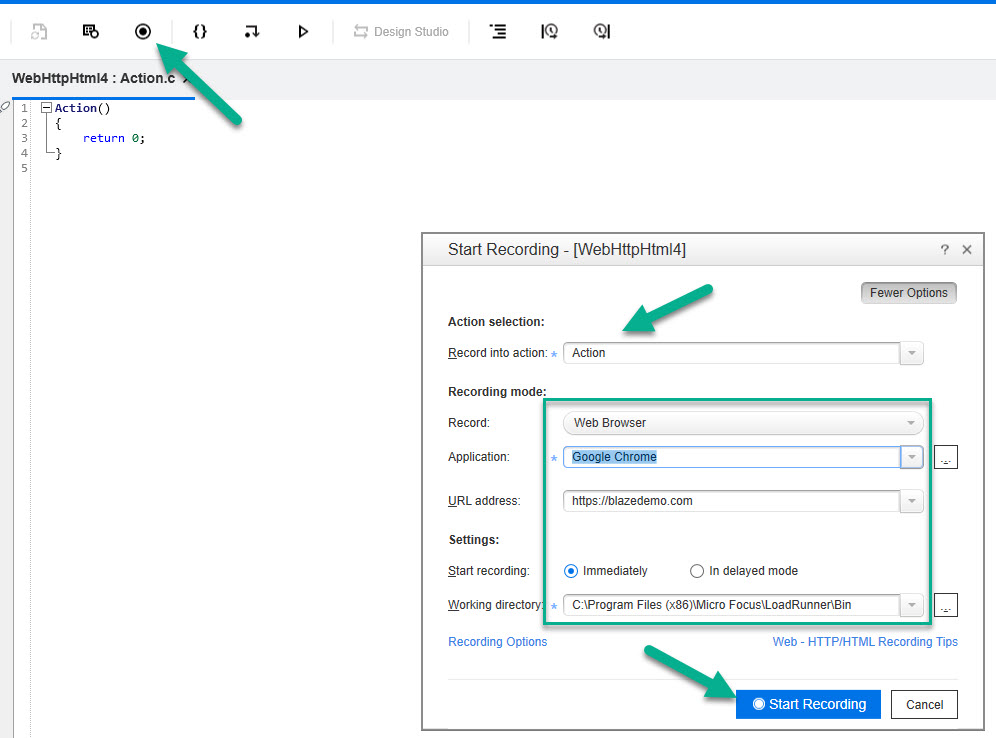 Design Studio
WebHttpHtml4 : Action.c
1 Action()
2 {
3 return 0;
4 }
5
Start Recording - [WebHttpHtml4] ? ×
Fewer Options
Action selection:
Record into action: * Action
Recording mode:
Record: Web Browser
Application: * Google Chrome ...
URL address: https://blazedemo.com
Settings:
Start recording: Immediately In delayed mode
Working directory: * C:\Program Files (x86)\Micro Focus\LoadRunner\Bin ...
Recording Options Web - HTTP/HTML Recording Tips
Start Recording Cancel